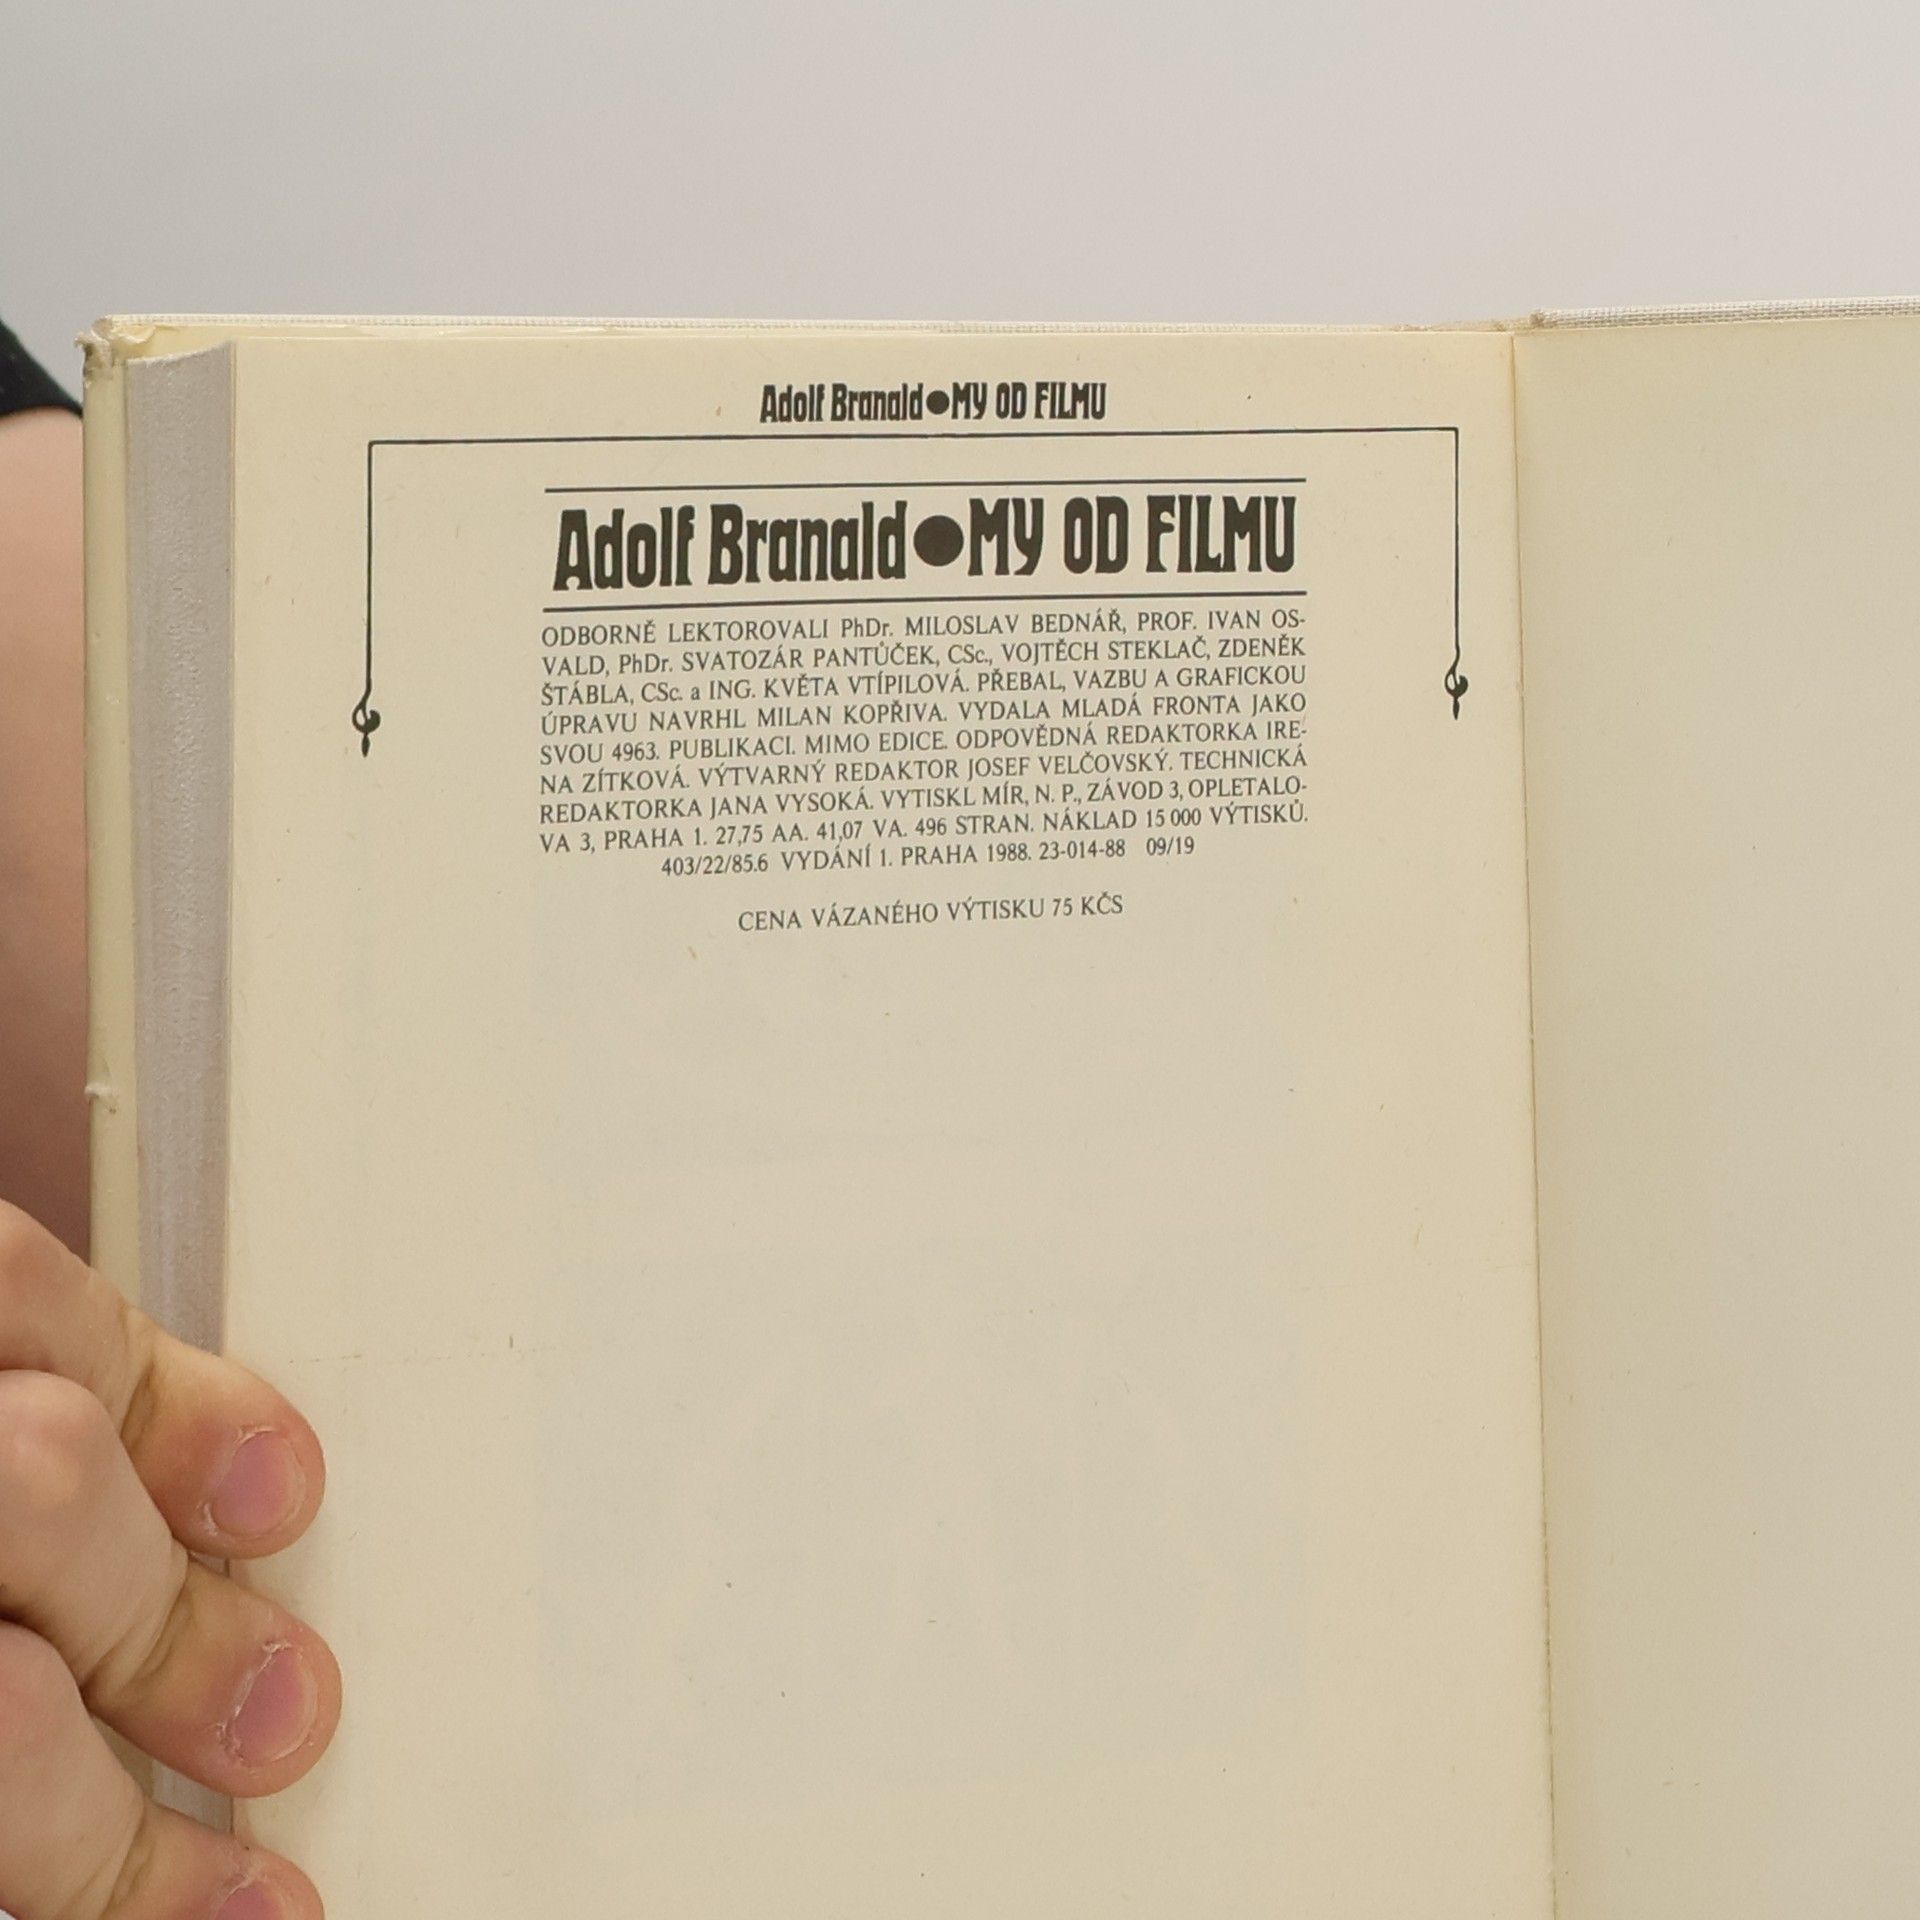 Adolf Branald●MY OD FILMU
Adolf Branald●MY OD FILMU
ODBORNĚ LEKTOROVALI PhDr. MILOSLAV BEDNÁŘ, PROF. IVAN OS-
VALD, PhDr. SVATOZÁR PANTŮČEK, CSc., VOJTĚCH STEKLAČ, ZDENĚK
ŠTÁBLA, CSc. a ING. KVĚTA VTÍPILOVÁ. PŘEBAL, VAZBU A GRAFICKOU
ÚPRAVU NAVRHL MILAN KOPŘIVA. VYDALA MLADÁ FRONTA JAKO
SVOU 4963. PUBLIKACI. MIMO EDICE. ODPOVĚDNÁ REDAKTORKA IRE-
NA ZÍTKOVÁ. VÝTVARNÝ REDAKTOR JOSEF VELČOVSKÝ. TECHNICKÁ
REDAKTORKA JANA VYSOKÁ. VYTISKL MÍR, N. P., ZÁVOD 3, OPLETALO-
VA 3, PRAHA 1. 27,75 AA. 41,07 VA. 496 STRAN. NÁKLAD 15 000 VÝTISKŮ.
403/22/85.6 VYDÁNÍ 1. PRAHA 1988. 23-014-88 09/19
CENA VÁZANÉHO VÝTISKU 75 KČS